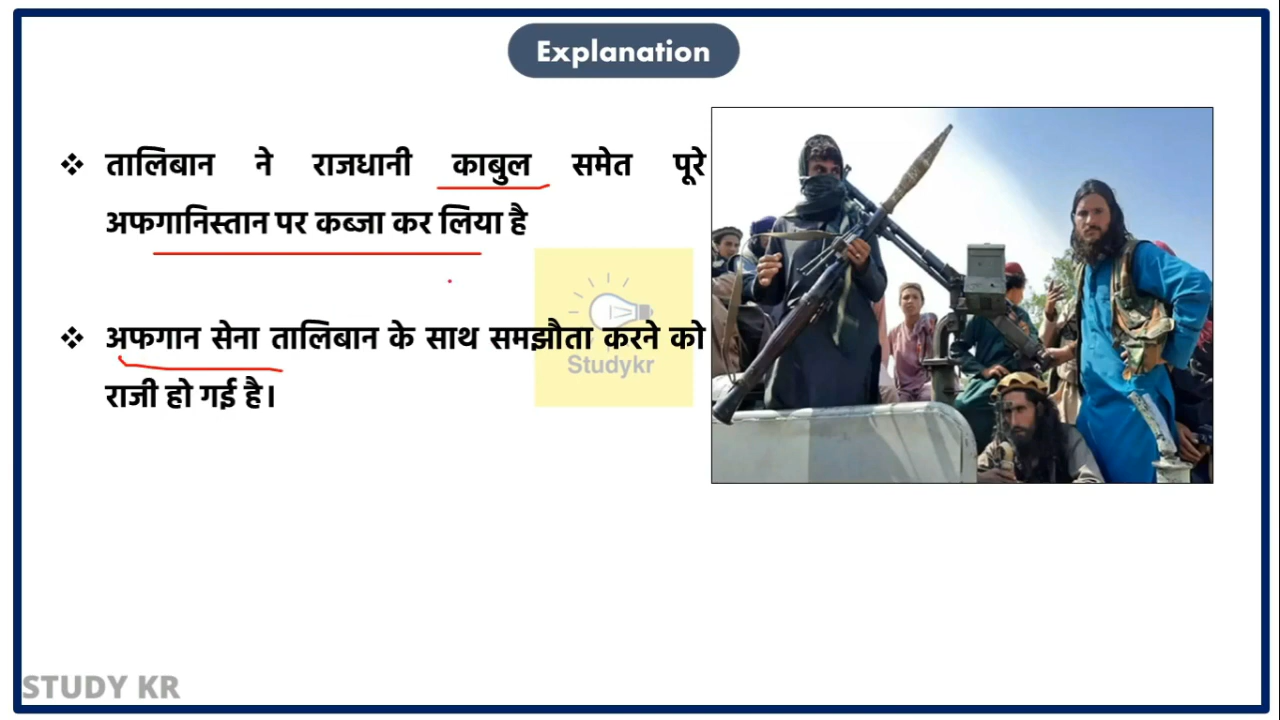 Explanation
❖ तालिबान ने राजधानी काबुल समेत पूरे
अफगानिस्तान पर कब्जा कर लिया है
❖ अफगान सेना तालिबान के साथ समझौता करने को
राजी हो गई है।
Studykr
STUDY KR